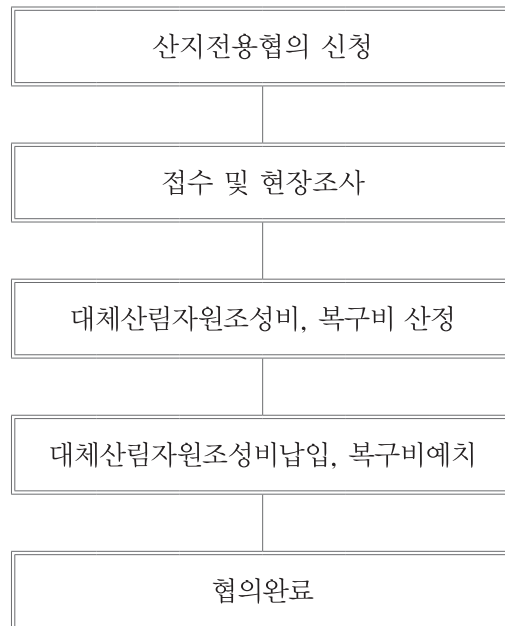 산지전용협의 신청
접수 및 현장조사
대체산림자원조성비, 복구비 산정
대체산림자원조성비납입, 복구비예치
협의완료